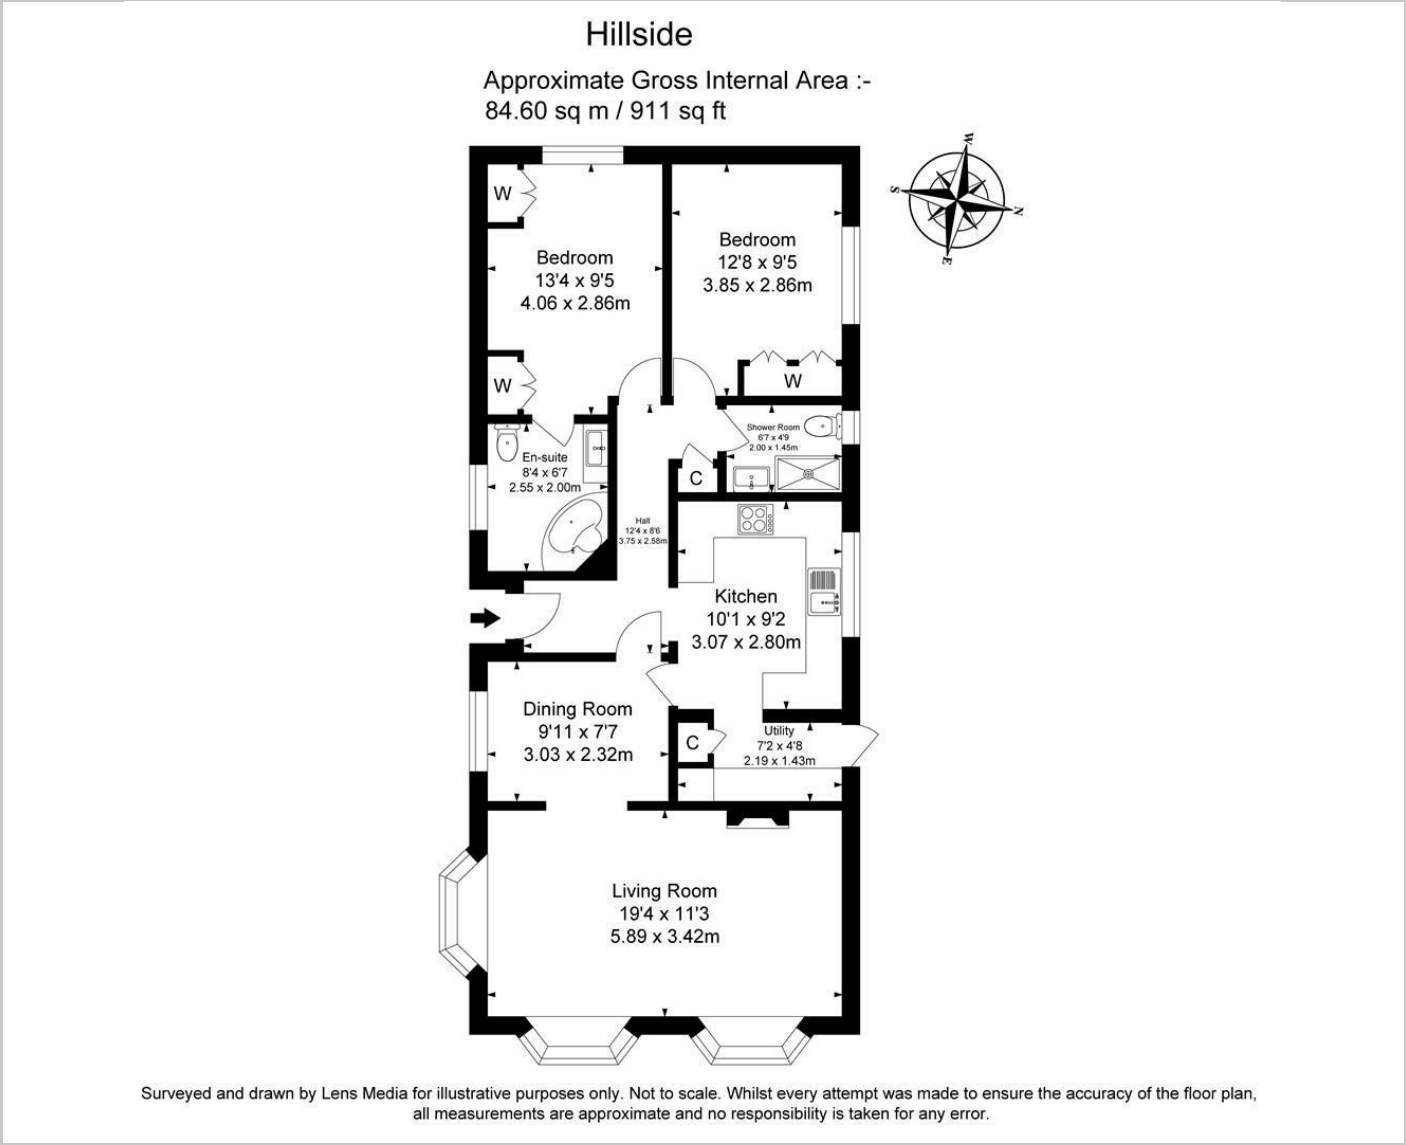 Hillside
Approximate Gross Internal Area :-
84.60 sq m / 911 sq ft
W
S
N
E
W
Bedroom
13'4 x 9'5
4.06 x 2.86m
Bedroom
12'8 x 9'5
3.85 x 2.86m
W
W
Shower Room
6'7 x 4'9
2.00 x 1.45m
En-suite
8'4 x 6'7
2.55 x 2.00m
C
Hall
12'4 x 8'6
3.75 x 2.58m
Kitchen
10'1 x 9'2
3.07 x 2.80m
Dining Room
9'11 x 7'7
3.03 x 2.32m
C
Utility
7'2 x 4'8
2.19 x 1.43m
Living Room
19'4 x 11'3
5.89 x 3.42m
Surveyed and drawn by Lens Media for illustrative purposes only. Not to scale. Whilst every attempt was made to ensure the accuracy of the floor plan,
all measurements are approximate and no responsibility is taken for any error.